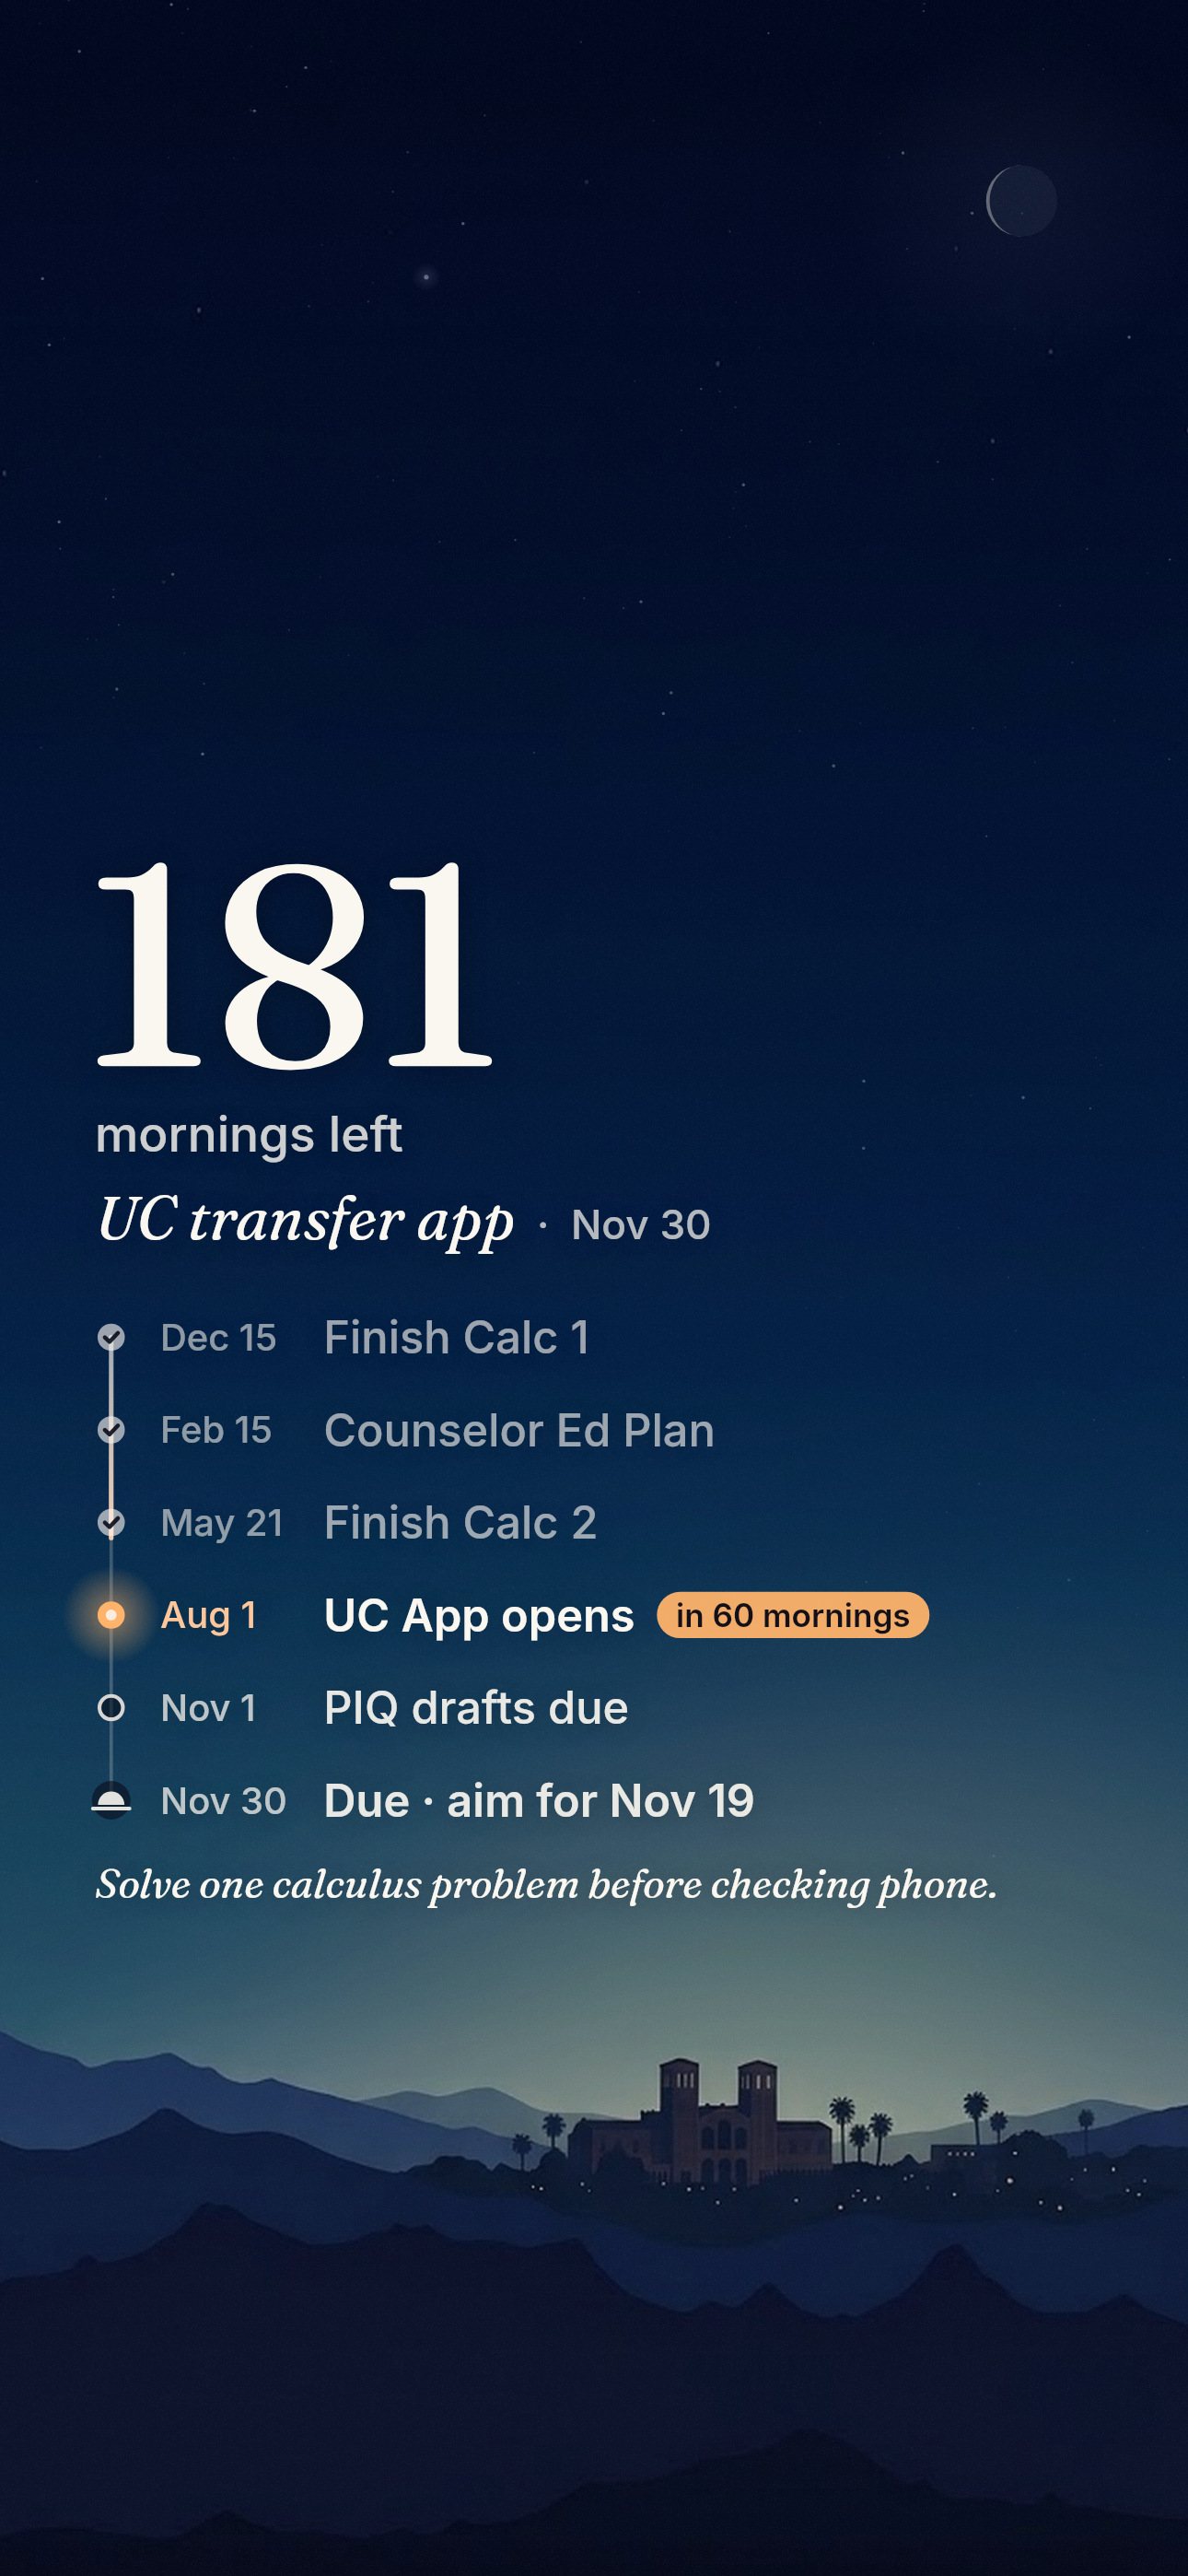 181
mornings left
UC transfer app · Nov 30
Dec 15 Finish Calc 1
Feb 15 Counselor Ed Plan
May 21 Finish Calc 2
Aug 1 UC App opens in 60 mornings
Nov 1 PIQ drafts due
Nov 30 Due · aim for Nov 19
Solve one calculus problem before checking phone.